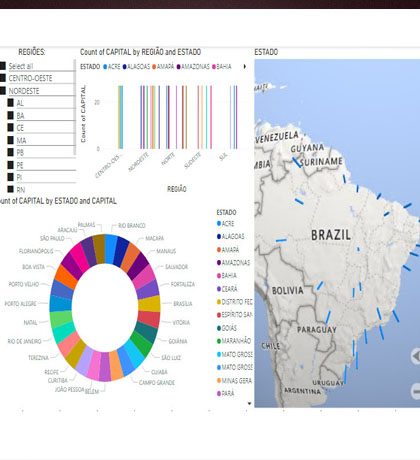 REGIÕES:
Select all
CENTRO-OESTE
NORDESTE
AL
BA
CE
MA
PB
PE
PI
RN
Count of CAPITAL by REGIÃO and ESTADO
ESTADO ACRE ALAGOAS AMAPÁ AMAZONAS BAHIA
Count of CAPITAL
20
0
CENTRO-OES...
NORDESTE
NORTE
SUDESTE
SUL
REGIÃO
ount of CAPITAL by ESTADO and CAPITAL
PALMAS
RIO BRANCO
ARACAJU
MACAPÁ
SÃO PAULO
MANAUS
FLORIANÓPOLIS
SALVADOR
BOA VISTA
FORTALEZA
PORTO VELHO
BRASÍLIA
PORTO ALEGRE
VITÓRIA
NATAL
GOIÂNIA
RIO DE JANEIRO
SÃO LUIZ
TEREZINA
CUIABÁ
RECIFE
CAMPO GRANDE
CURITIBA
JOÃO PESSOA
BELÉM
ESTADO
ACRE
ALAGOAS
AMAPÁ
AMAZONAS
BAHIA
CEARÁ
DISTRITO FED
ESPÍRITO SAN
GOIÁS
MARANHÃO
MATO GROSS
MATO GROSS
MINAS GERA
PARÁ
ESTADO
VENEZUELA
GUYANA
MBIA
SURINAME
BRAZIL
BOLIVIA
PARAGUAY
CHILE
URUGUAY
ARGENTINA